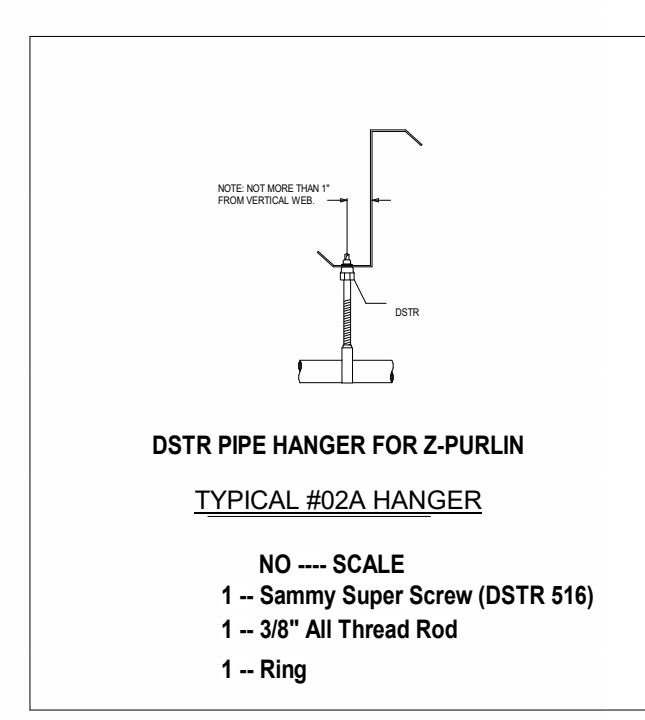 NOTE: NOT MORE THAN 1"
FROM VERTICAL WEB.
DSTR
DSTR PIPE HANGER FOR Z-PURLIN
TYPICAL #02A HANGER
NO ---- SCALE
1 -- Sammy Super Screw (DSTR 516)
1 -- 3/8" All Thread Rod
1 -- Ring